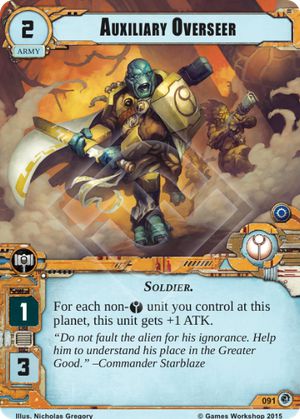 2
ARMY
AUXILIARY OVERSEER
SOLDIER.
For each non- unit you control at this
planet, this unit gets +1 ATK.
1
"Do not fault the alien for his ignorance. Help
him to understand his place in the Greater
Good." –Commander Starblaze
3
091
Illus. Nicholas Gregory
© Games Workshop 2015